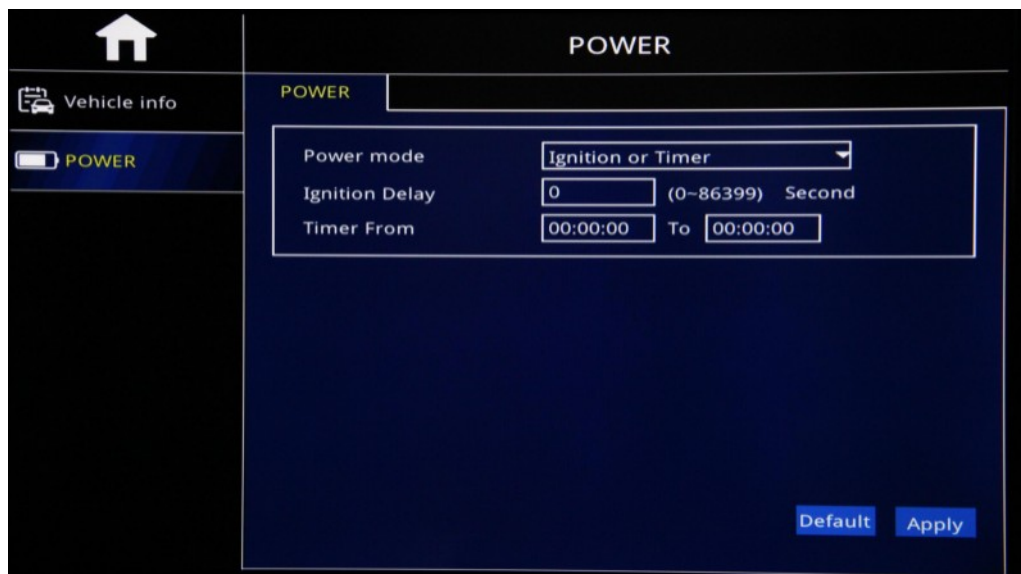 POWER
Vehicle info
POWER
POWER
Power mode Ignition or Timer
Ignition Delay 0 (0~86399) Second
Timer From 00:00:00 To 00:00:00
Default Apply